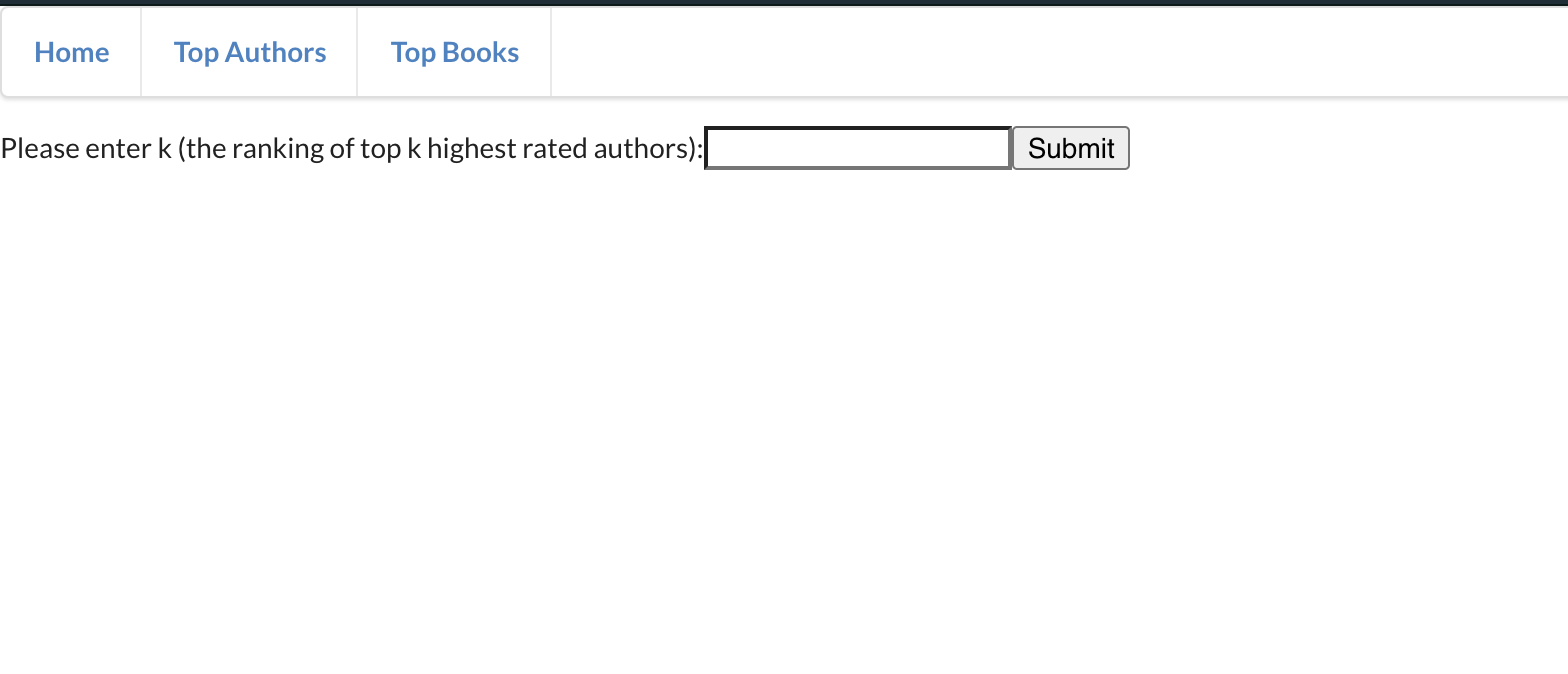 Home Top Authors Top Books
Please enter k (the ranking of top k highest rated authors): Submit